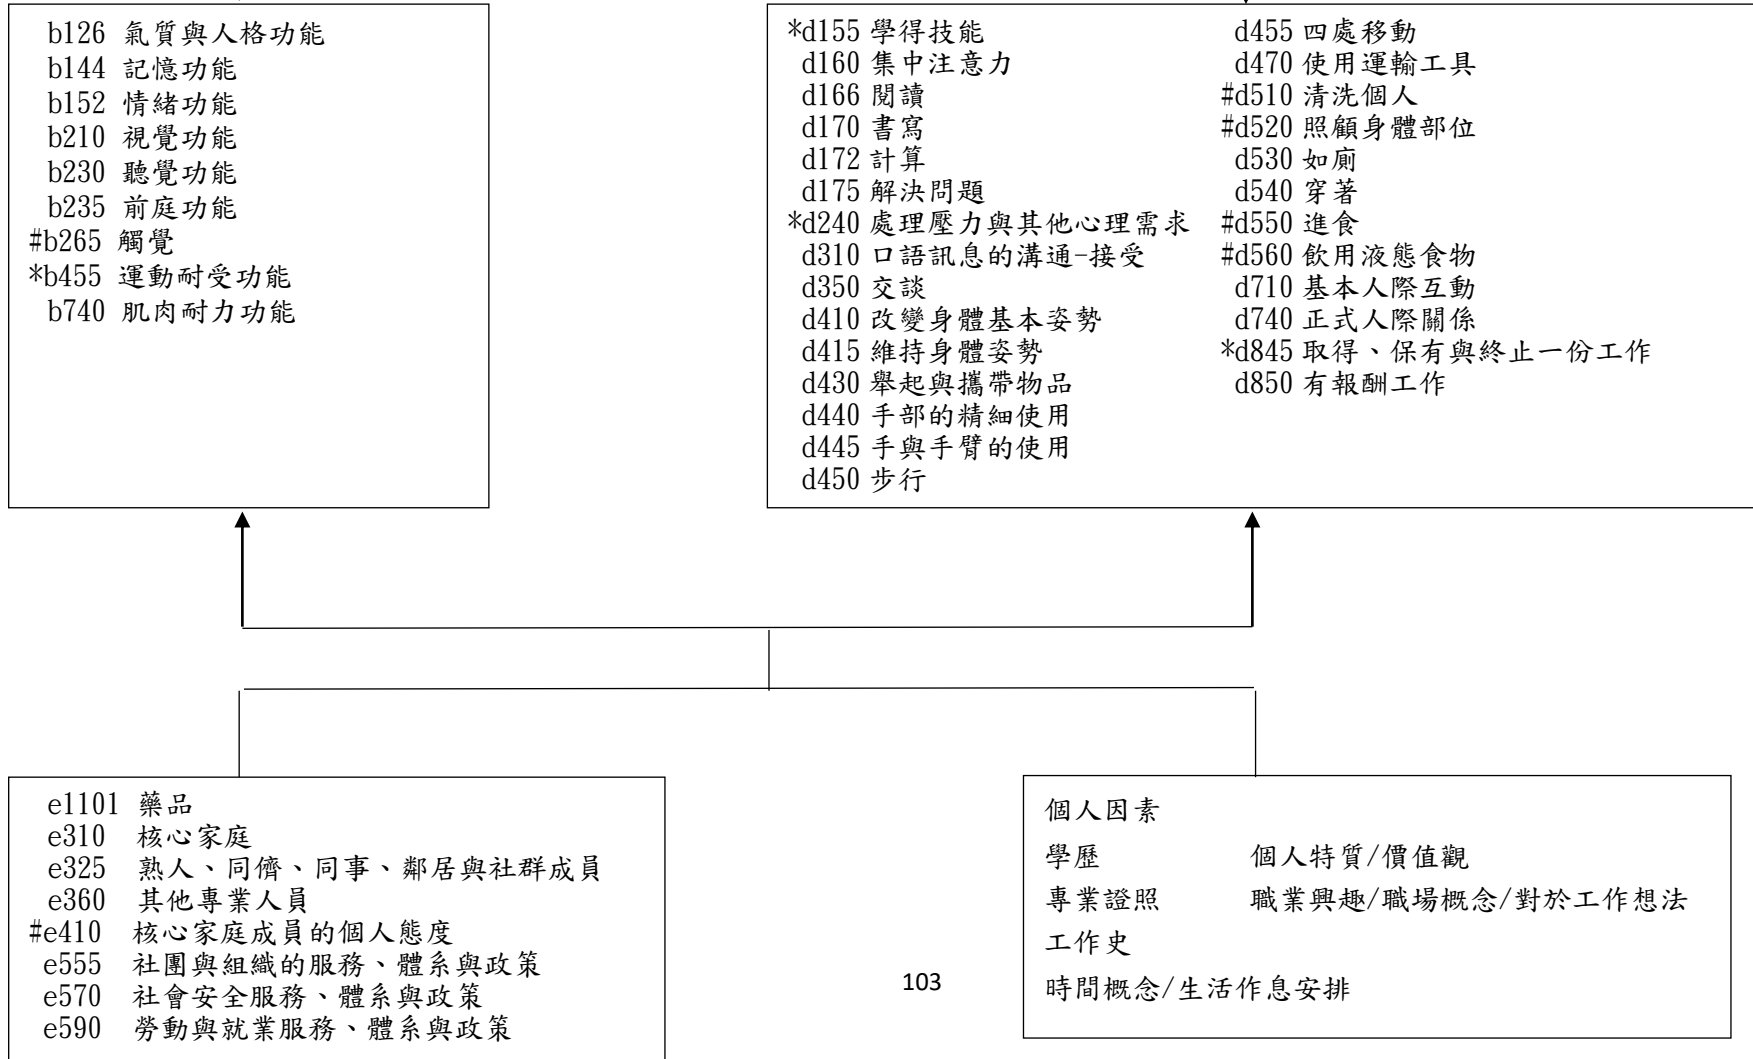 b126 氣質與人格功能
b144 記憶功能
b152 情緒功能
b210 視覺功能
b230 聽覺功能
b235 前庭功能
#b265 觸覺
*b455 運動耐受功能
b740 肌肉耐力功能
*d155 學得技能
d160 集中注意力
d166 閱讀
d170 書寫
d172 計算
d175 解決問題
*d240 處理壓力與其他心理需求
d310 口語訊息的溝通-接受
d350 交談
d410 改變身體基本姿勢
d415 維持身體姿勢
d430 舉起與攜帶物品
d440 手部的精細使用
d445 手與手臂的使用
d450 步行
d455 四處移動
d470 使用運輸工具
#d510 清洗個人
#d520 照顧身體部位
d530 如廁
d540 穿著
#d550 進食
#d560 飲用液態食物
d710 基本人際互動
d740 正式人際關係
*d845 取得、保有與終止一份工作
d850 有報酬工作
e1101 藥品
e310 核心家庭
e325 熟人、同儕、同事、鄰居與社群成員
e360 其他專業人員
#e410 核心家庭成員的個人態度
e555 社團與組織的服務、體系與政策
e570 社會安全服務、體系與政策
e590 勞動與就業服務、體系與政策
個人因素
學歷 個人特質/價值觀
專業證照 職業興趣/職場概念/對於工作想法
工作史
時間概念/生活作息安排
103